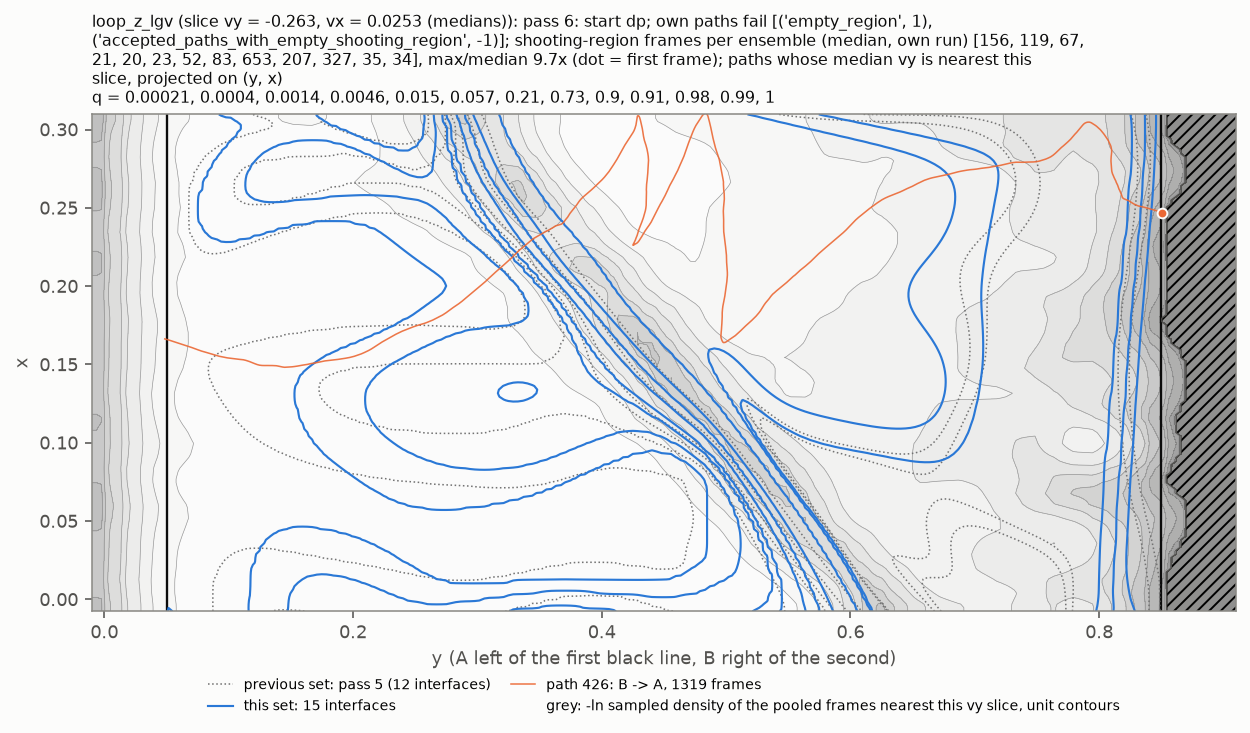 loop_z_lgv (slice vy = -0.263, vx = 0.0253 (medians)): pass 6: start dp; own paths fail [('empty_region', 1),
('accepted_paths_with_empty_shooting_region', -1)]; shooting-region frames per ensemble (median, own run) [156, 119, 67,
21, 20, 23, 52, 83, 653, 207, 327, 35, 34], max/median 9.7x (dot = first frame); paths whose median vy is nearest this
slice, projected on (y, x)
q = 0.00021, 0.0004, 0.0014, 0.0046, 0.015, 0.057, 0.21, 0.73, 0.9, 0.91, 0.98, 0.99, 1
0.30
0.25
0.20
0.15
0.10
0.05
0.00
x
0.0 0.2 0.4 0.6 0.8
y (A left of the first black line, B right of the second)
previous set: pass 5 (12 interfaces)
this set: 15 interfaces
path 426: B -> A, 1319 frames
grey: -ln sampled density of the pooled frames nearest this vy slice, unit contours